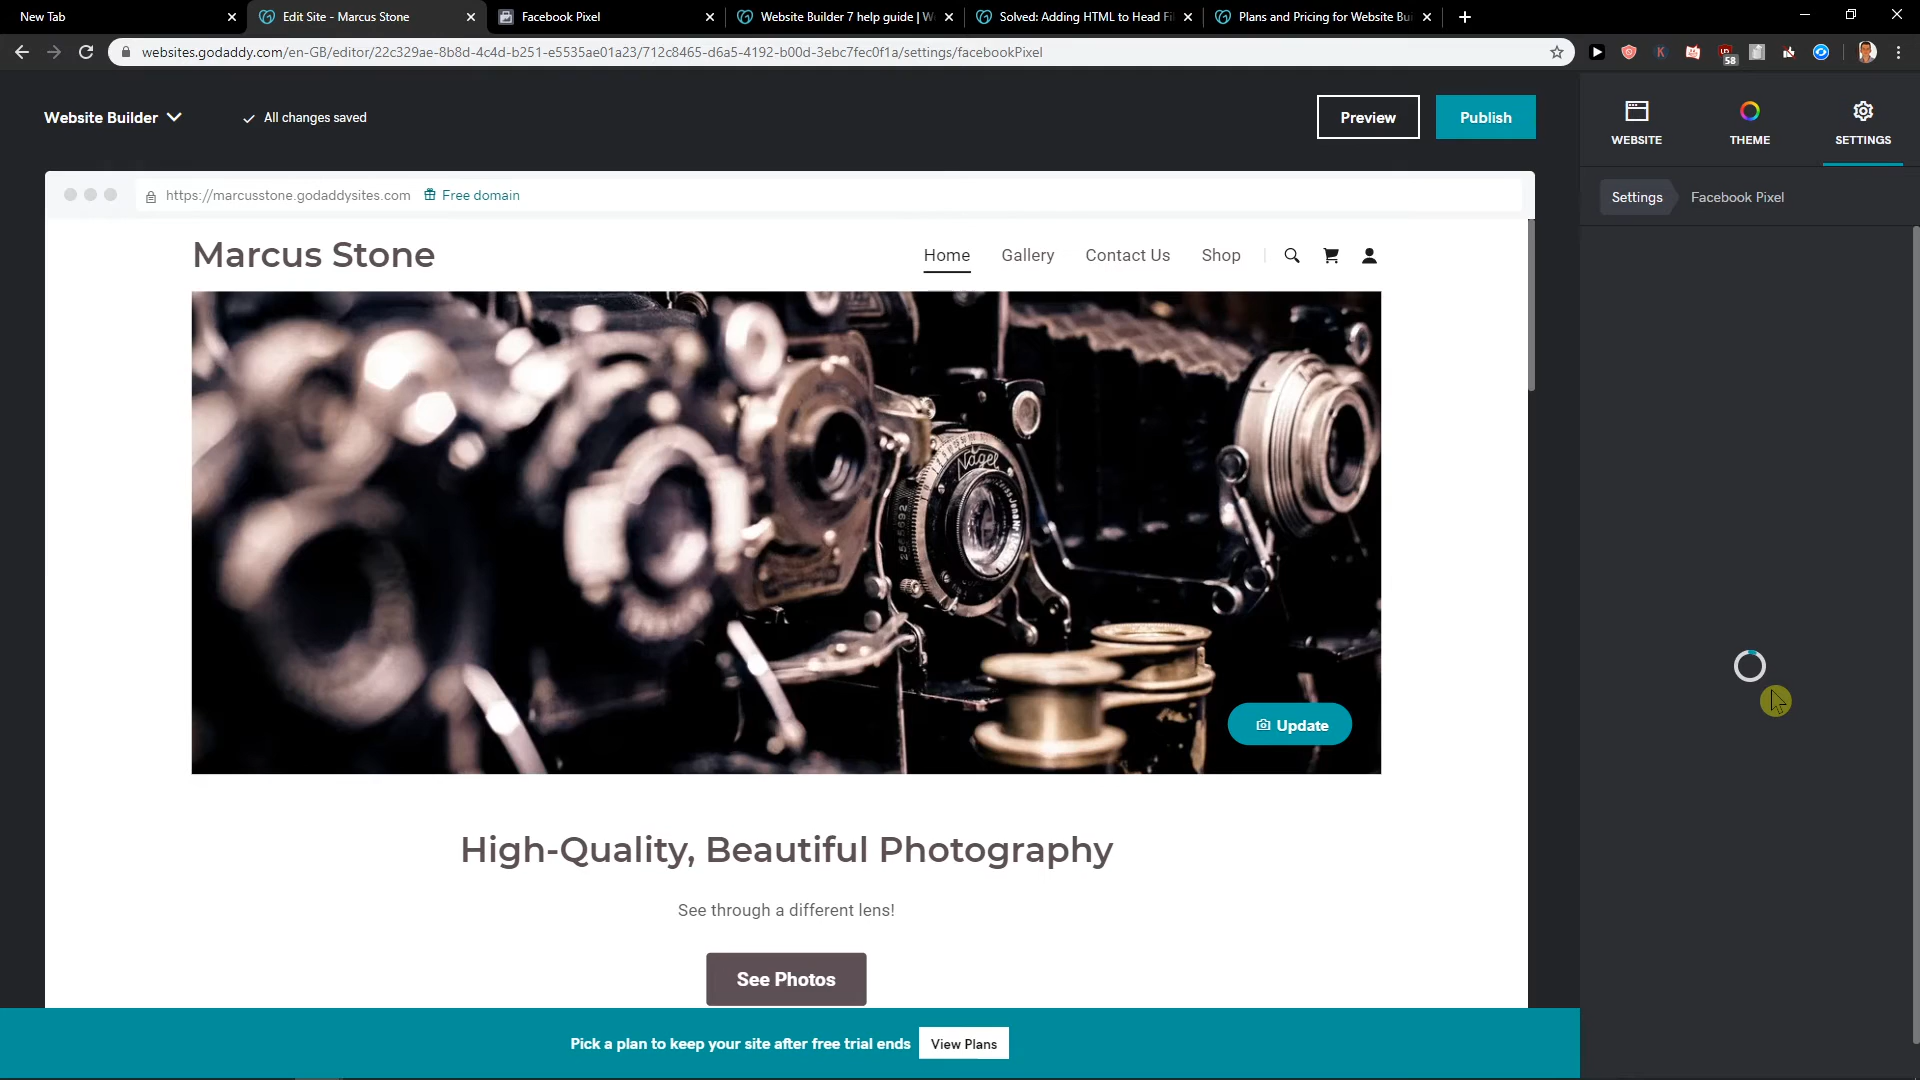 New Tab
Edit Site - Marcus Stone
Facebook Pixel
Website Builder 7 help guide | W
Solved: Adding HTML to Head Fi
Plans and Pricing for Website Bu
websites.godaddy.com/en-GB/editor/22c329ae-8b8d-4c4d-b251-e5535ae01a23/712c8465-d6a5-4192-b00d-3ebc7fec0f1a/settings/facebookPixel
K
58
Website Builder
All changes saved
Preview
Publish
WEBSITE
THEME
SETTINGS
Settings
Facebook Pixel
https://marcusstone.godaddysites.com
Free domain
Marcus Stone
Home
Gallery
Contact Us
Shop
Nagel
Update
High-Quality, Beautiful Photography
See through a different lens!
See Photos
Pick a plan to keep your site after free trial ends
View Plans